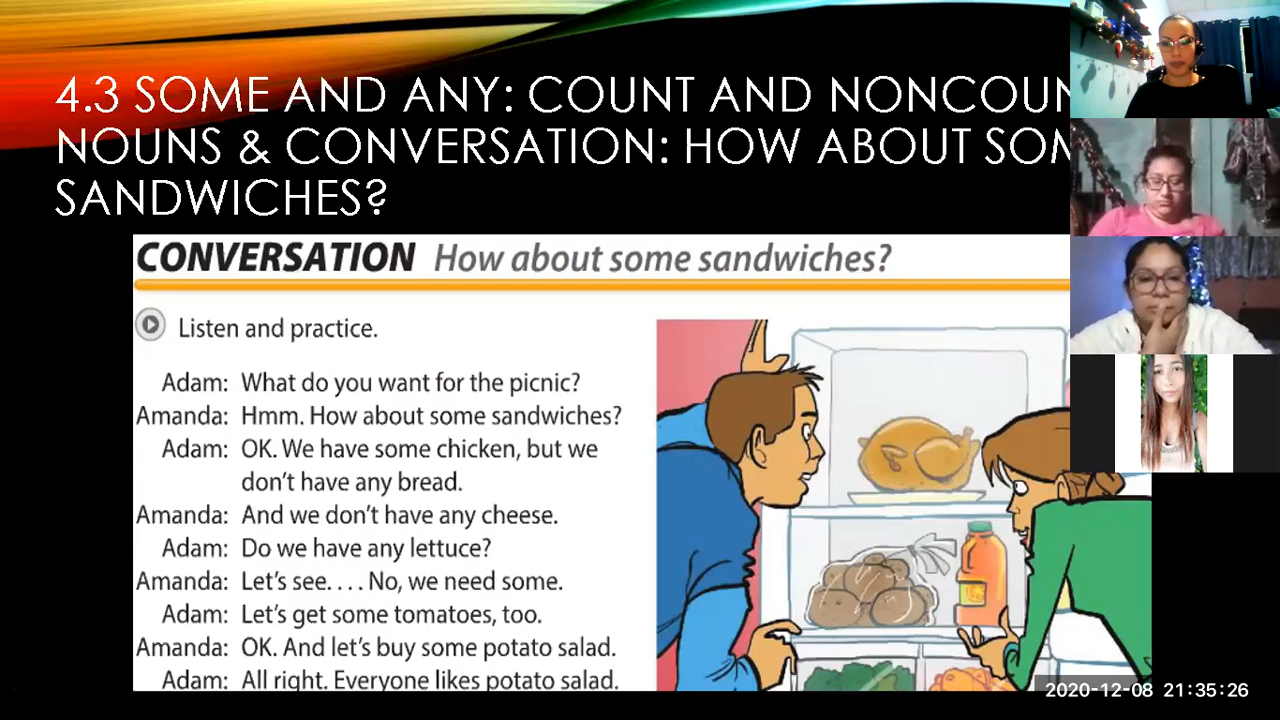 4.3 SOME AND ANY: COUNT AND NONCOUN
NOUNS & CONVERSATION: HOW ABOUT SOM
SANDWICHES?
CONVERSATION How about some sandwiches?
Listen and practice.
Adam: What do you want for the picnic?
Amanda: Hmm. How about some sandwiches?
Adam: OK. We have some chicken, but we
don't have any bread.
Amanda: And we don't have any cheese.
Adam: Do we have any lettuce?
Amanda: Let's see. . . . No, we need some.
Adam: Let's get some tomatoes, too.
Amanda: OK. And let's buy some potato salad.
Adam: All right. Everyone likes potato salad.
2020-12-08 21:35:26